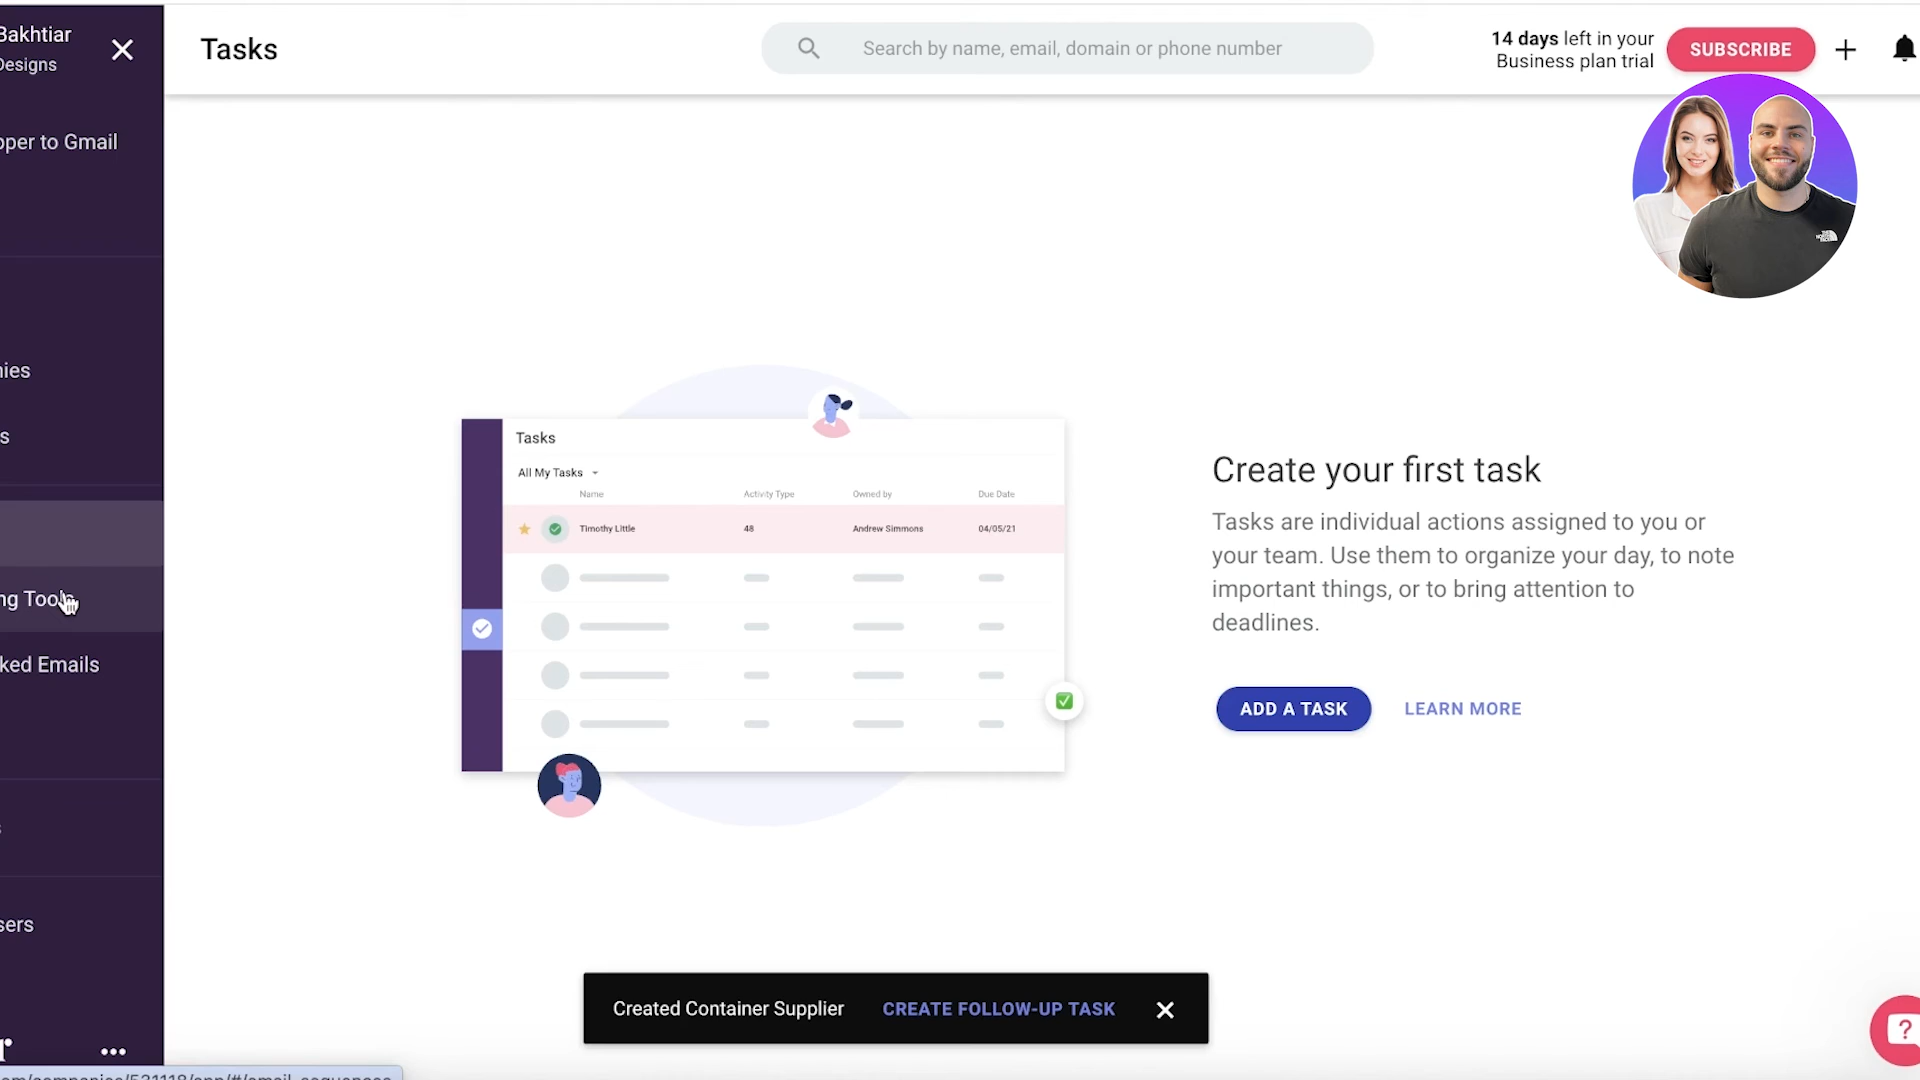 Bakhtiar
Designs
Tasks
Search by name, email, domain or phone number
14 days left in your
Business plan trial
SUBSCRIBE
pper to Gmail
nies
s
ng Tools
ked Emails
s
sers
Tasks
All My Tasks
Name Activity Type Owned by Due Date
Timothy Little 48 Andrew Simmons 04/05/21
Create your first task
Tasks are individual actions assigned to you or
your team. Use them to organize your day, to note
important things, or to bring attention to
deadlines.
ADD A TASK LEARN MORE
Created Container Supplier CREATE FOLLOW-UP TASK
?